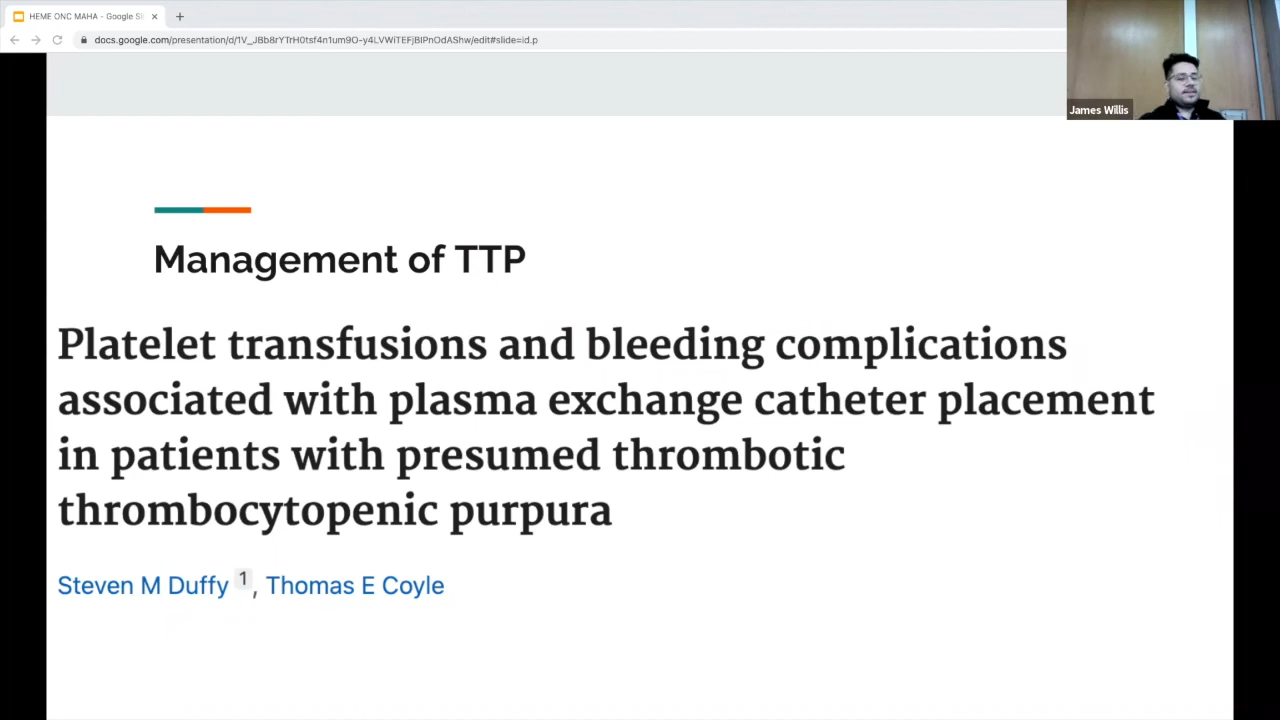 HEME ONC MAHA - Google Sl
docs.google.com/presentation/d/1V_JBb8rYTrH0tsf4n1um9O-y4LVWiTEFjBIPnOdAShw/edit#slide=id.p
James Willis
Management of TTP
Platelet transfusions and bleeding complications
associated with plasma exchange catheter placement
in patients with presumed thrombotic
thrombocytopenic purpura
Steven M Duffy 1, Thomas E Coyle